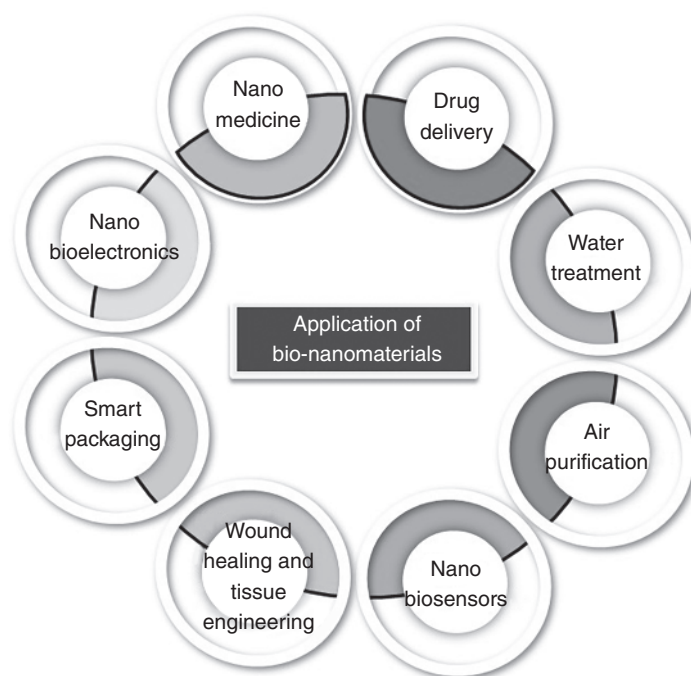 Nano
medicine
Drug
delivery
Water
treatment
Air
purification
Nano
biosensors
Wound
healing and
tissue
engineering
Smart
packaging
Nano
bioelectronics
Application of
bio-nanomaterials